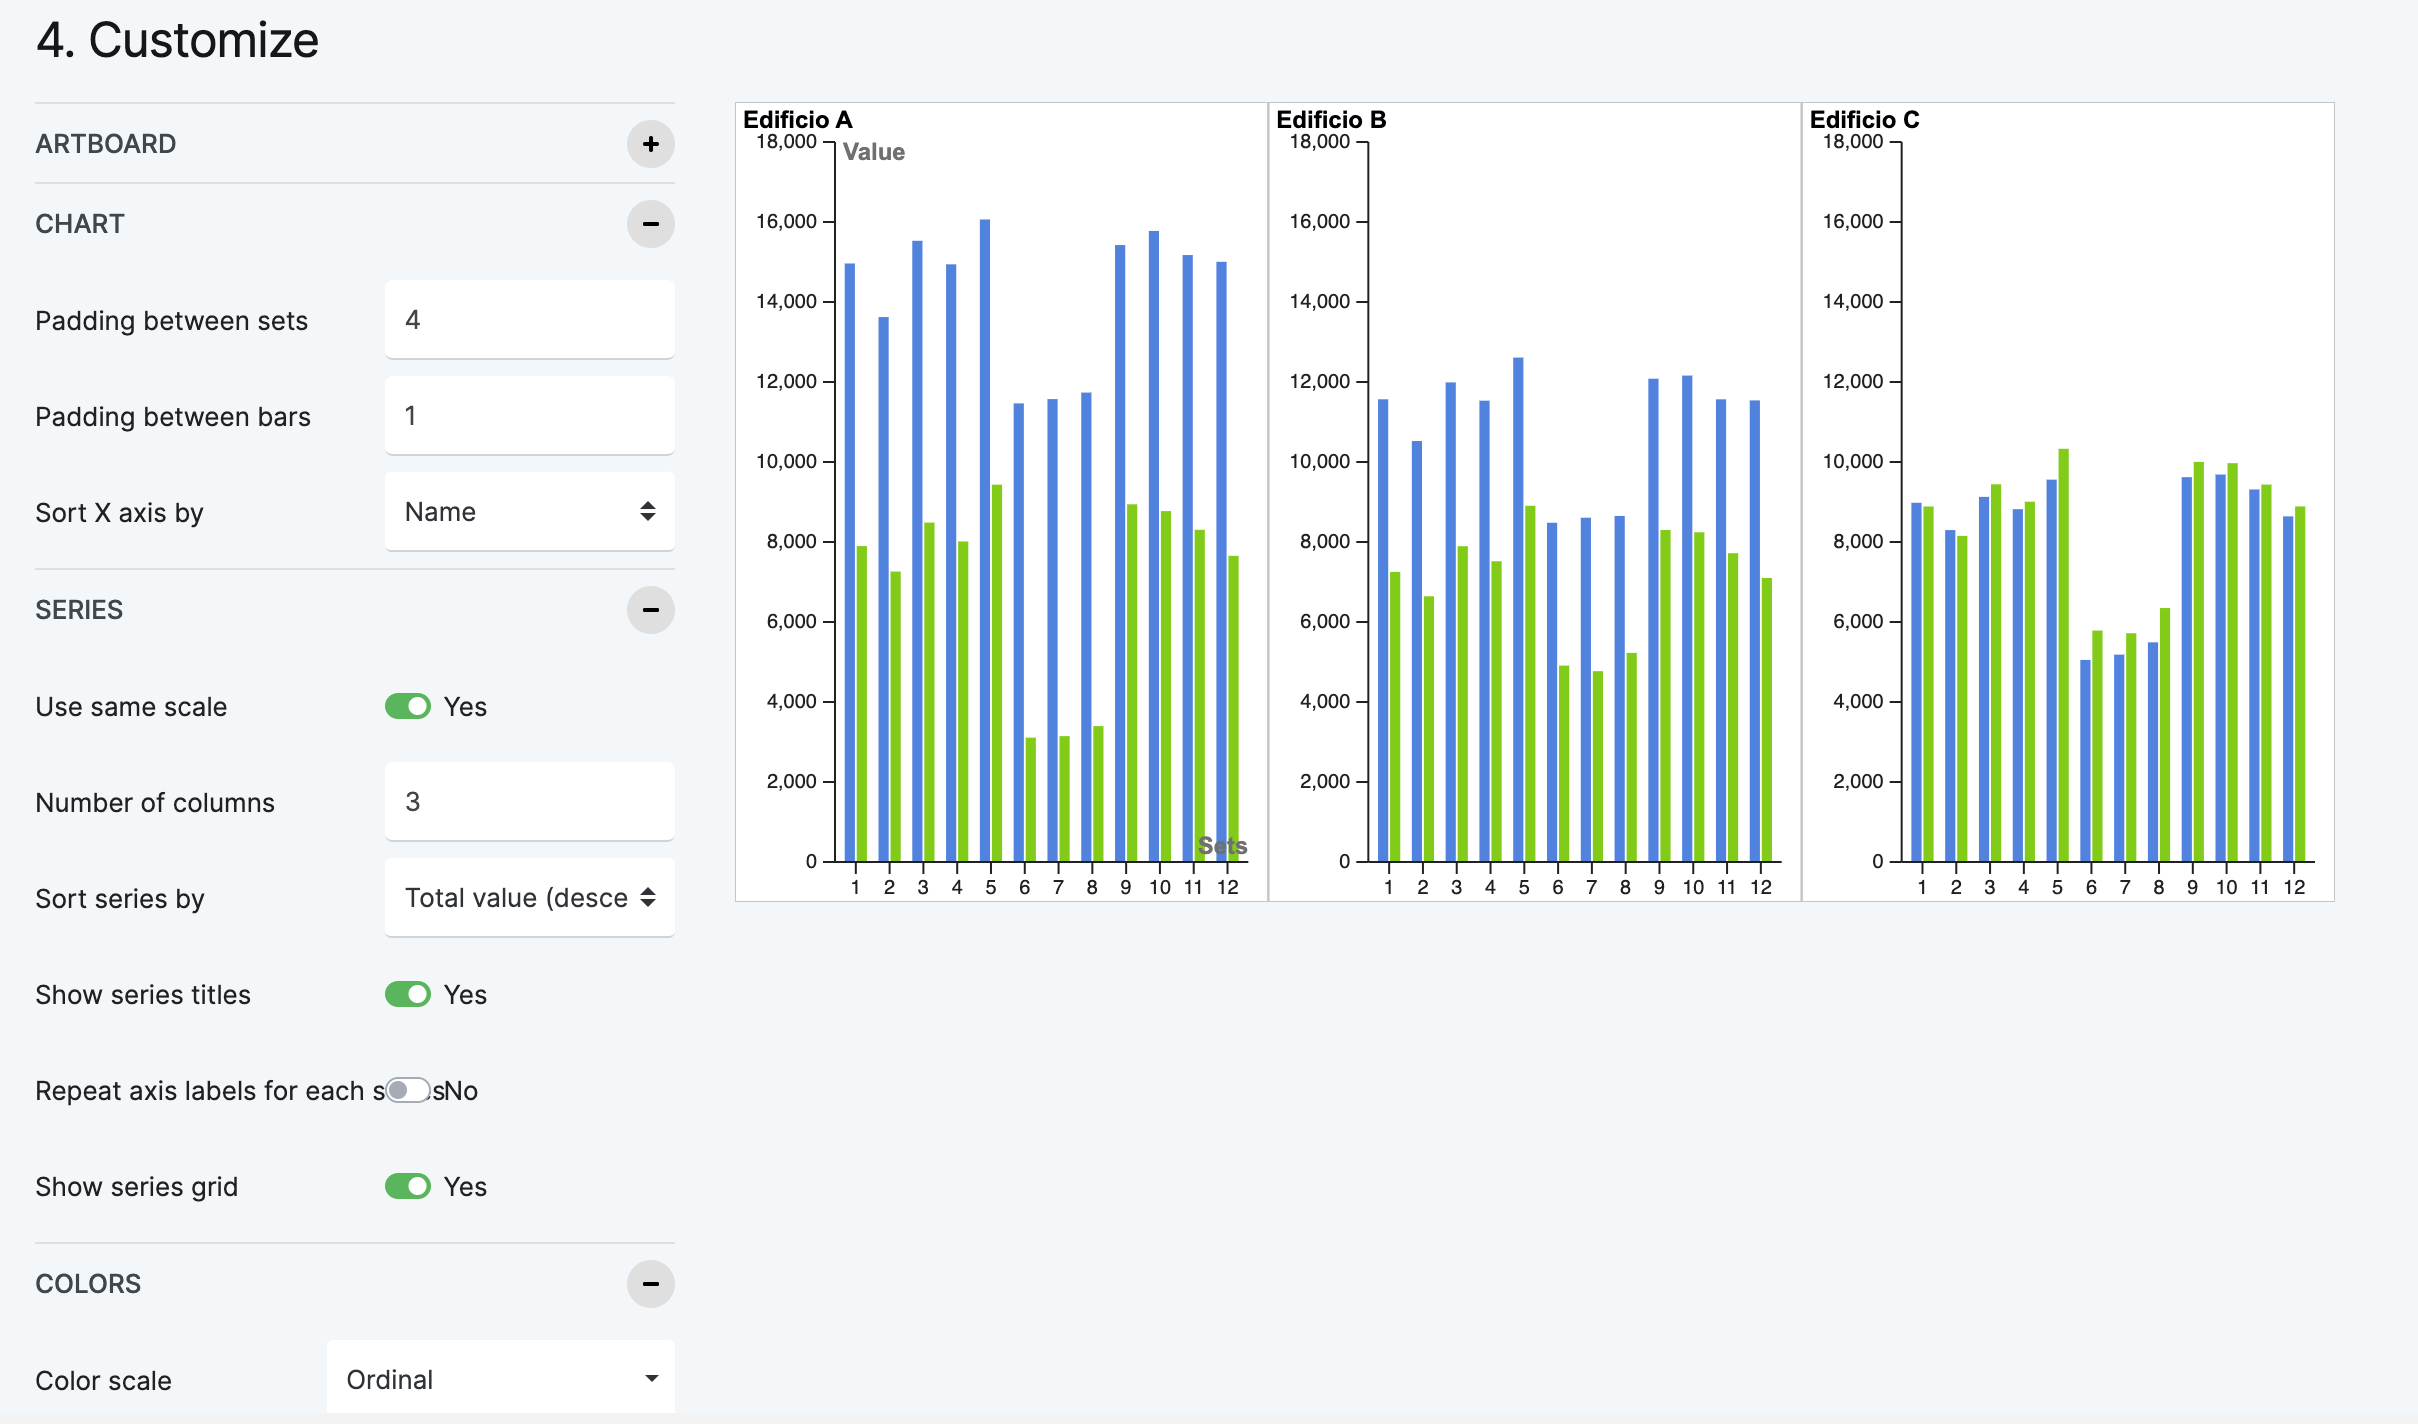 4. Customize
ARTBOARD
CHART
Padding between sets 4
Padding between bars 1
Sort X axis by Name
SERIES
Use same scale Yes
Number of columns 3
Sort series by Total value (desce
Show series titles Yes
Repeat axis labels for each s s No
Show series grid Yes
COLORS
Color scale Ordinal
Edificio A
Value
18,000
16,000
14,000
12,000
10,000
8,000
6,000
4,000
2,000
0
Sets
1 2 3 4 5 6 7 8 9 10 11 12
Edificio B
18,000
16,000
14,000
12,000
10,000
8,000
6,000
4,000
2,000
0
1 2 3 4 5 6 7 8 9 10 11 12
Edificio C
18,000
16,000
14,000
12,000
10,000
8,000
6,000
4,000
2,000
0
1 2 3 4 5 6 7 8 9 10 11 12